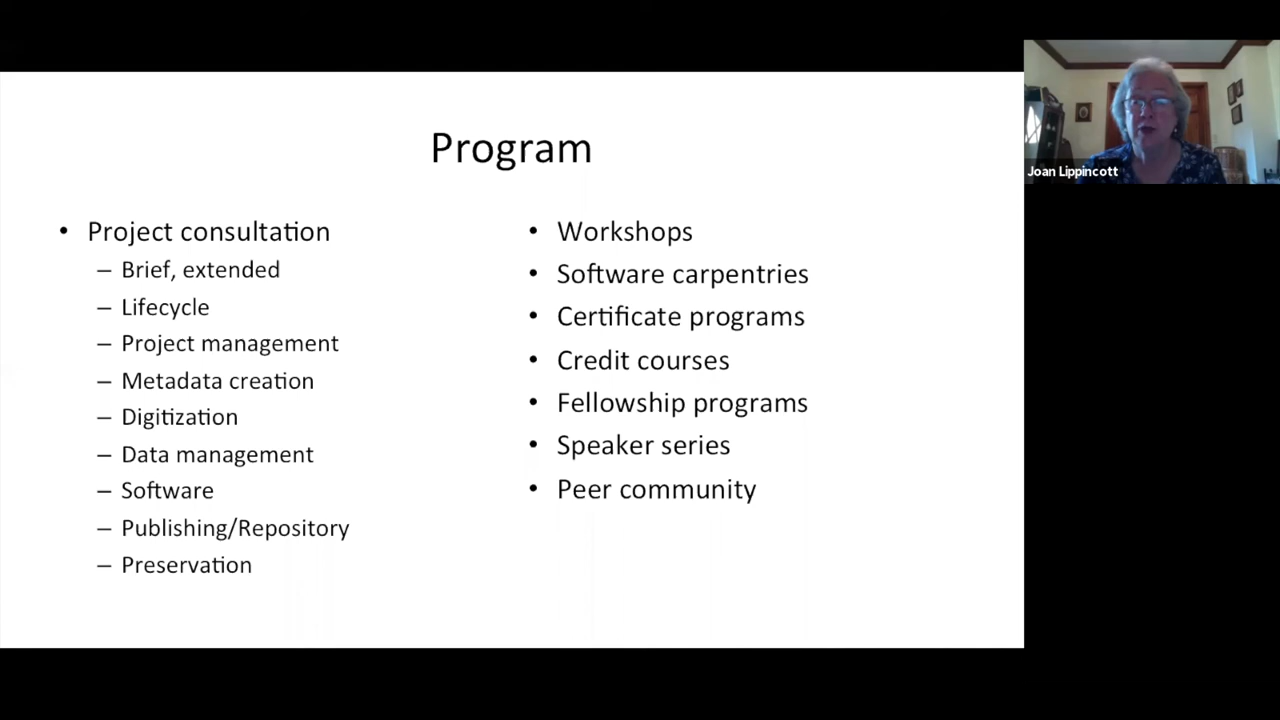 Program
• Project consultation
– Brief, extended
– Lifecycle
– Project management
– Metadata creation
– Digitization
– Data management
– Software
– Publishing/Repository
– Preservation
• Workshops
• Software carpentries
• Certificate programs
• Credit courses
• Fellowship programs
• Speaker series
• Peer community
Joan Lippincott